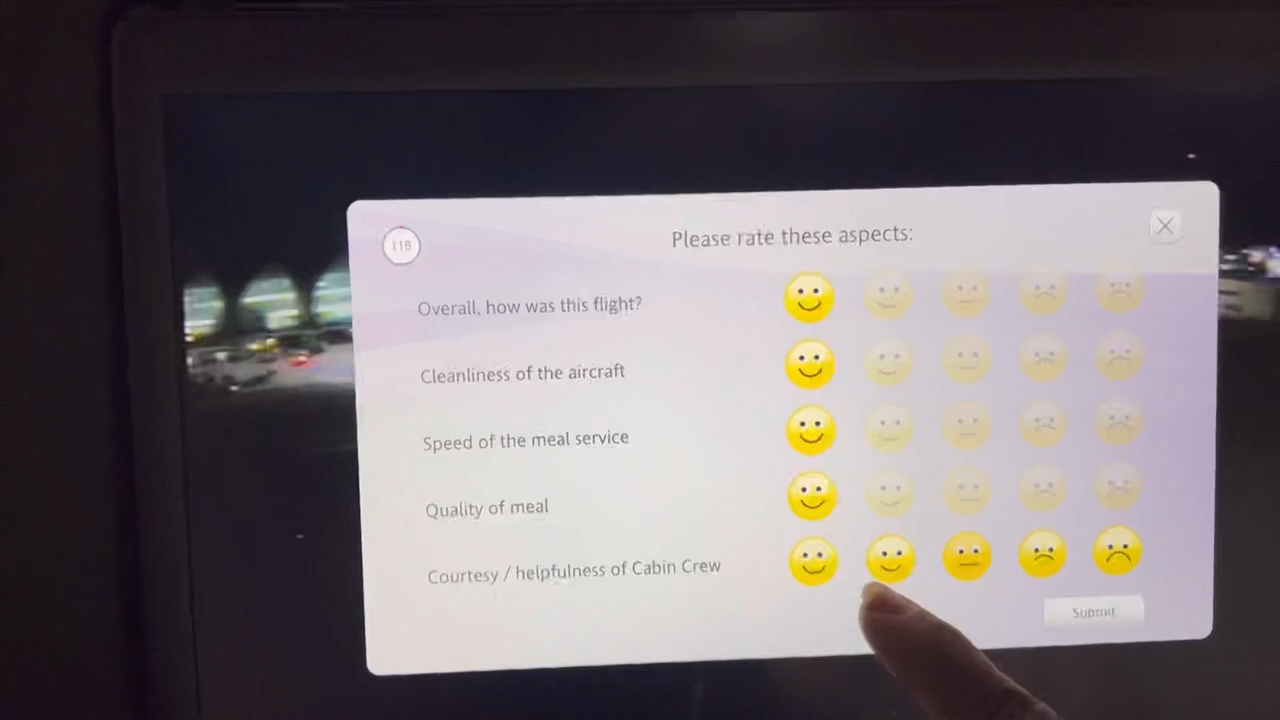 118
Please rate these aspects:
Overall, how was this flight?
Cleanliness of the aircraft
Speed of the meal service
Quality of meal
Courtesy / helpfulness of Cabin Crew
Submit